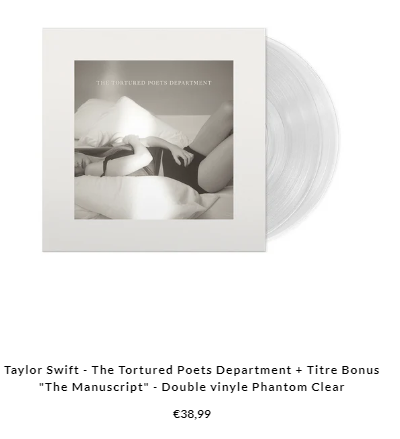 THE TORTURED POETS DEPARTMENT
Taylor Swift - The Tortured Poets Department + Titre Bonus
"The Manuscript" - Double vinyle Phantom Clear
€38,99